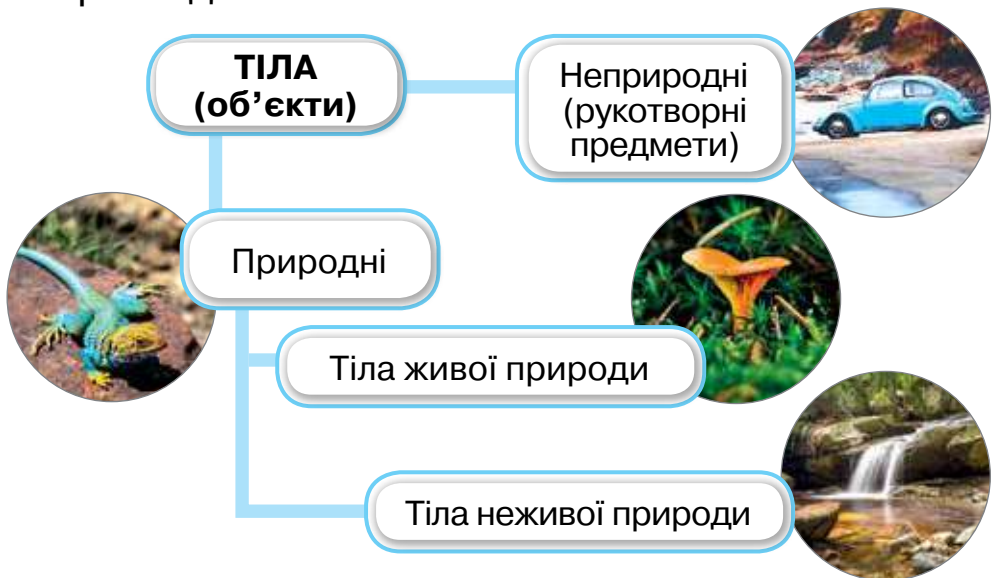 ТІЛА
(об’єкти)
Неприродні
(рукотворні
предмети)
Природні
Тіла живої природи
Тіла неживої природи